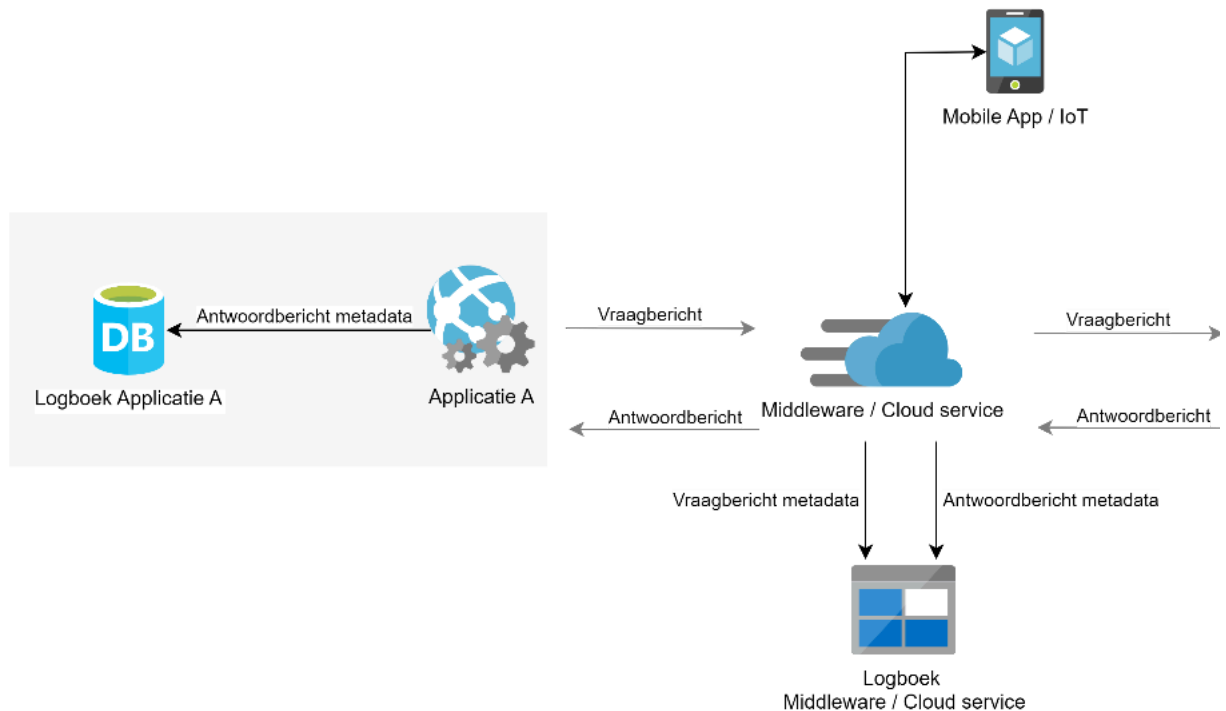 Mobile App / IoT
Antwoordbericht metadata
DB
Logboek Applicatie A
Applicatie A
Vraagbericht
Antwoordbericht
Middleware / Cloud service
Vraagbericht
Antwoordbericht
Vraagbericht metadata
Antwoordbericht metadata
Logboek
Middleware / Cloud service